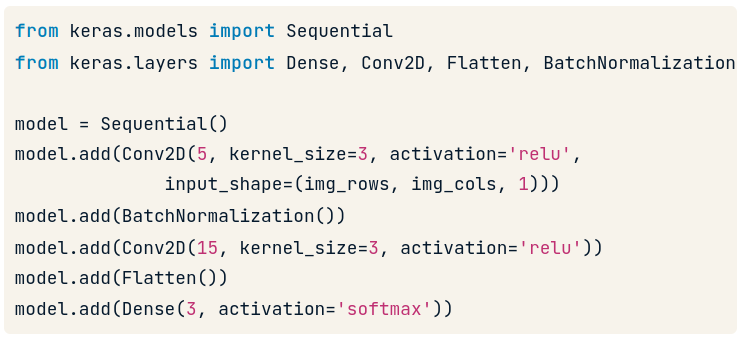 from keras.models import Sequential
from keras.layers import Dense, Conv2D, Flatten, BatchNormalization
model = Sequential()
model.add(Conv2D(5, kernel_size=3, activation='relu',
input_shape=(img_rows, img_cols, 1)))
model.add(BatchNormalization())
model.add(Conv2D(15, kernel_size=3, activation='relu'))
model.add(Flatten())
model.add(Dense(3, activation='softmax'))